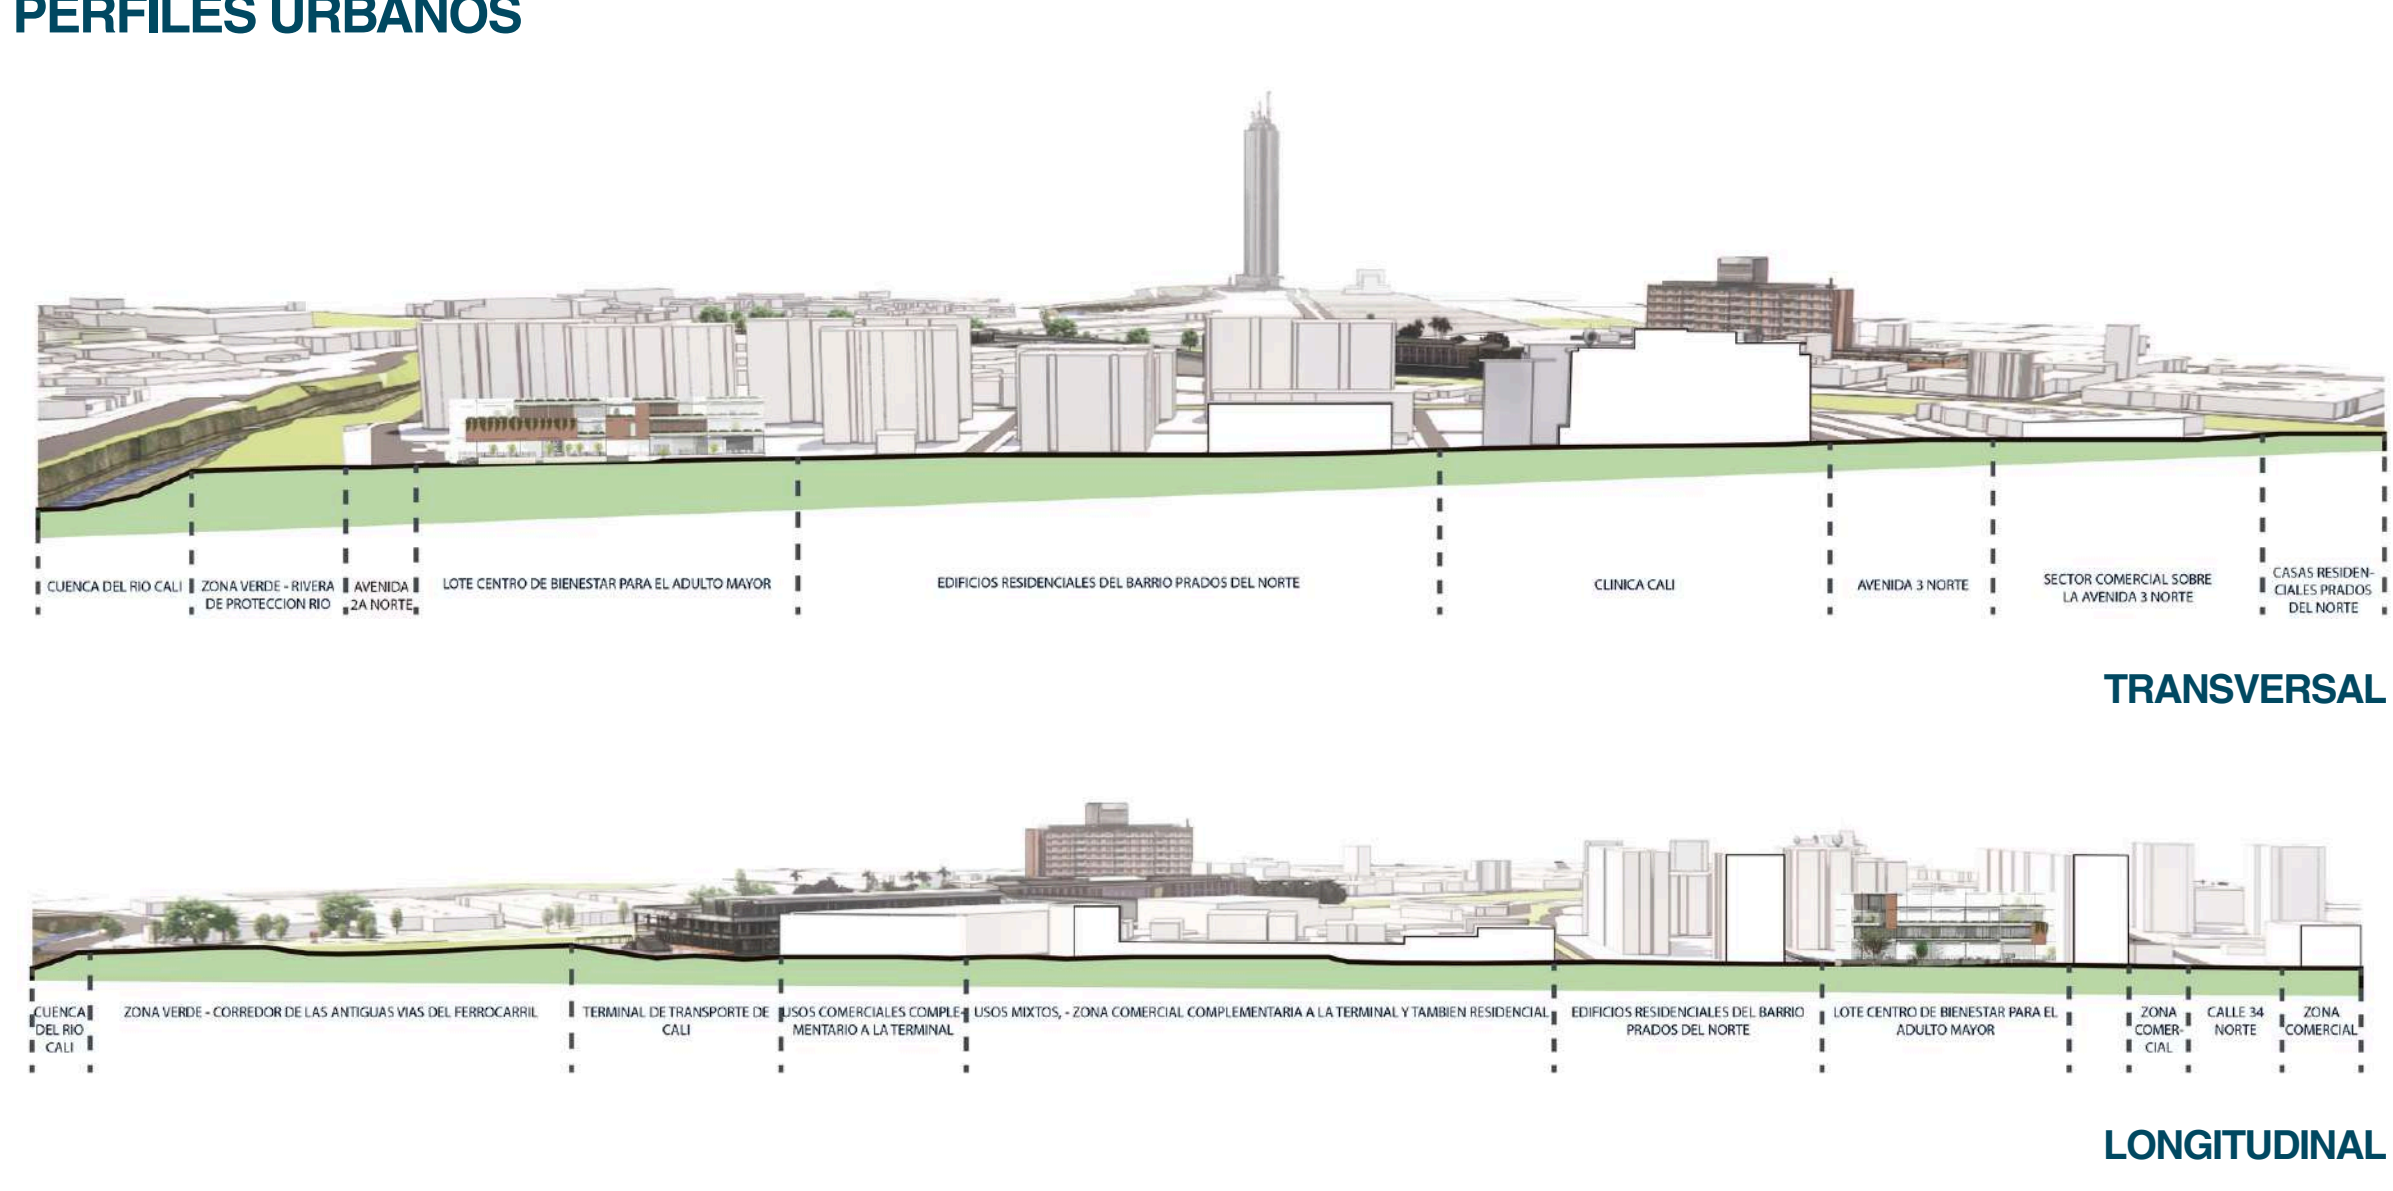 PERFILES URBANOS
CUENCA DEL RIO CALI
ZONA VERDE - RIVERA
DE PROTECCION RIO
AVENIDA
2A NORTE
LOTE CENTRO DE BIENESTAR PARA EL ADULTO MAYOR
EDIFICIOS RESIDENCIALES DEL BARRIO PRADOS DEL NORTE
CLINICA CALI
AVENIDA 3 NORTE
SECTOR COMERCIAL SOBRE
LA AVENIDA 3 NORTE
CASAS RESIDEN-
CIALES PRADOS
DEL NORTE
TRANSVERSAL
CUENCA
DEL RIO
CALI
ZONA VERDE - CORREDOR DE LAS ANTIGUAS VIAS DEL FERROCARRIL
TERMINAL DE TRANSPORTE DE
CALI
USOS COMERCIALES COMPLE-
MENTARIO A LA TERMINAL
USOS MIXTOS, - ZONA COMERCIAL COMPLEMENTARIA A LA TERMINAL Y TAMBIEN RESIDENCIAL
EDIFICIOS RESIDENCIALES DEL BARRIO
PRADOS DEL NORTE
LOTE CENTRO DE BIENESTAR PARA EL
ADULTO MAYOR
ZONA
COMER-
CIAL
CALLE 34
NORTE
ZONA
COMERCIAL
LONGITUDINAL